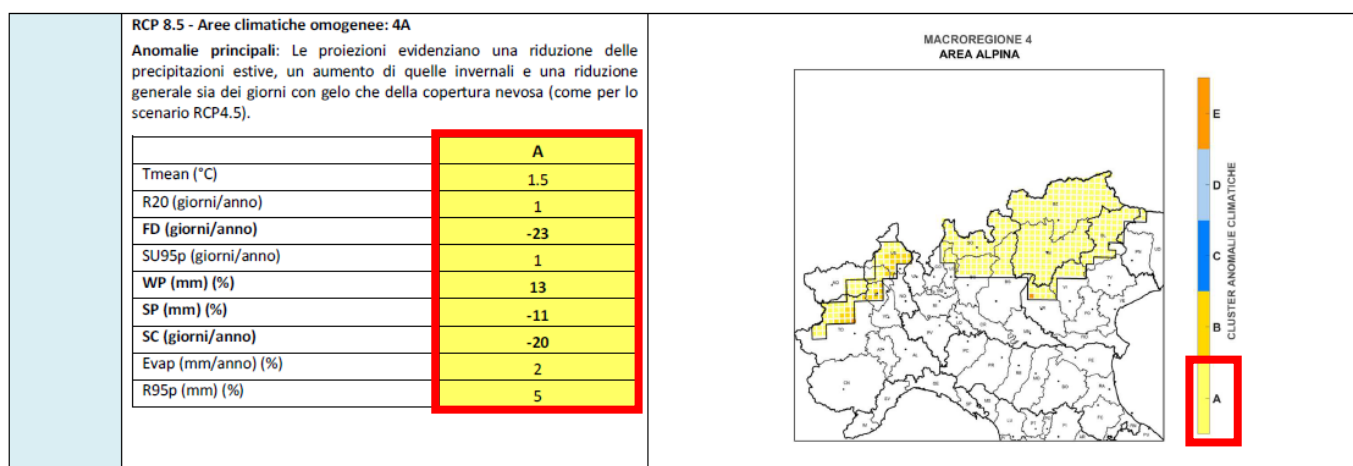 RCP 8.5 - Aree climatiche omogenee: 4A
Anomalie principali: Le proiezioni evidenziano una riduzione delle
precipitazioni estive, un aumento di quelle invernali e una riduzione
generale sia dei giorni con gelo che della copertura nevosa (come per lo
scenario RCP4.5).
A
Tmean (°C) 1.5
R20 (giorni/anno) 1
FD (giorni/anno) -23
SU95p (giorni/anno) 1
WP (mm) (%) 13
SP (mm) (%) -11
SC (giorni/anno) -20
Evap (mm/anno) (%) 2
R95p (mm) (%) 5
MACROREGIONE 4
AREA ALPINA
E
D
C
B
A
CLUSTER ANOMALIE CLIMATICHE